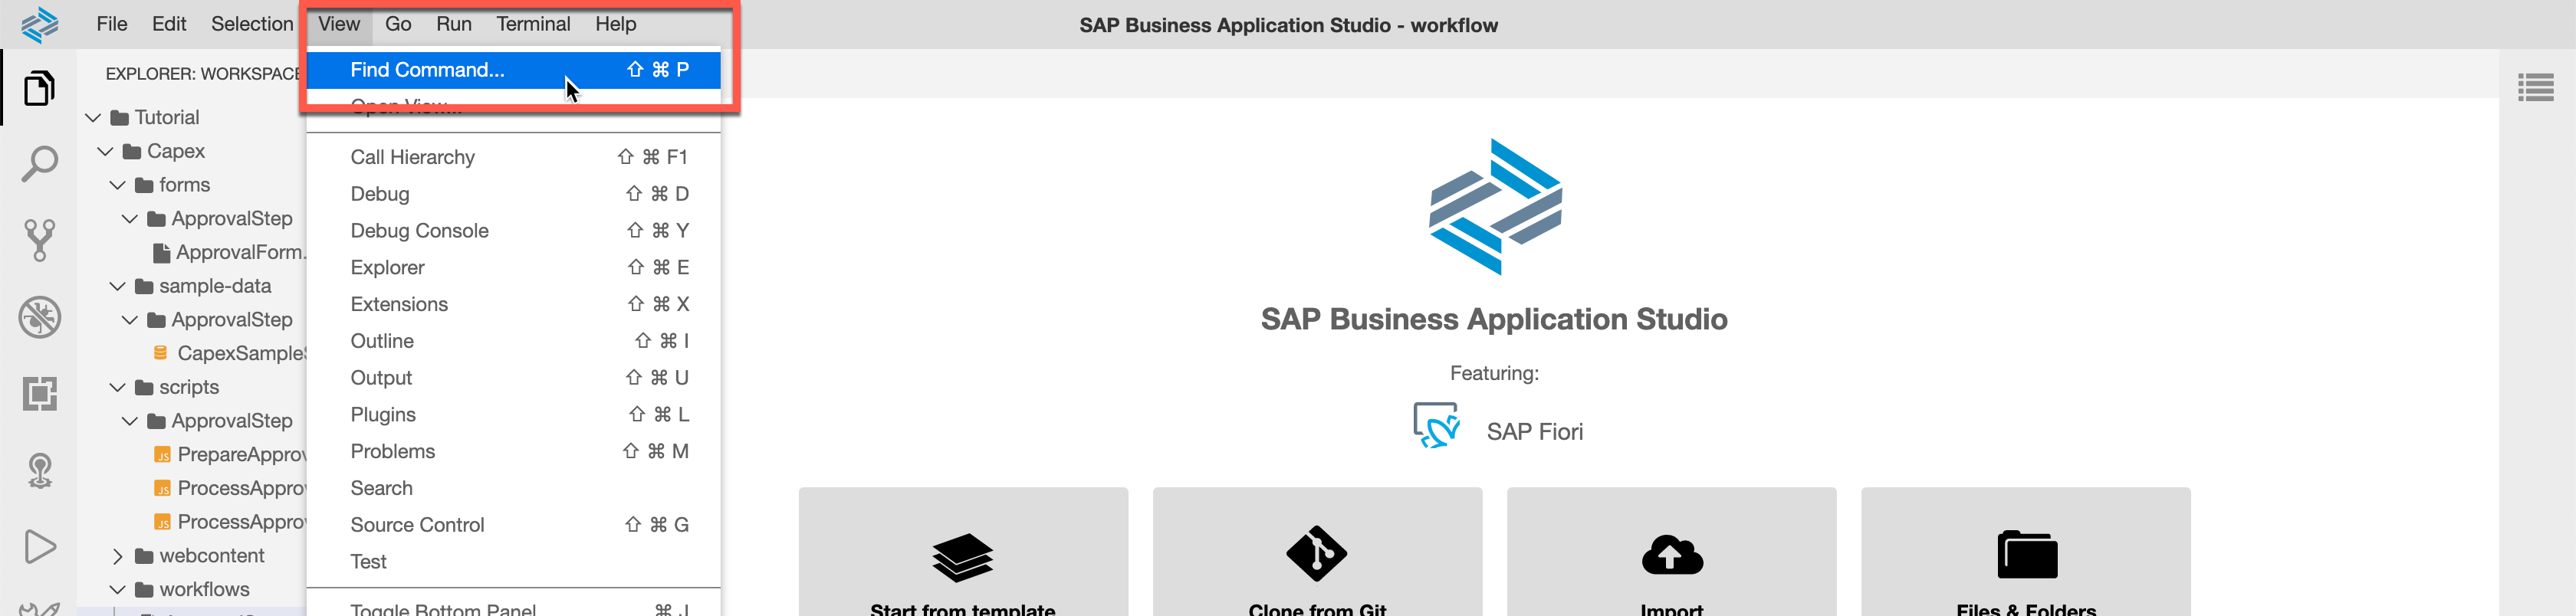 File Edit Selection View Go Run Terminal Help
SAP Business Application Studio - workflow
EXPLORER: WORKSPACE
Tutorial
Capex
forms
ApprovalStep
ApprovalForm.
sample-data
ApprovalStep
CapexSample
scripts
ApprovalStep
PrepareApprov
ProcessApprov
ProcessApprov
webcontent
workflows
Find Command... ⇧ ⌘ P
Open View...
Call Hierarchy ⇧ ⌘ F1
Debug ⇧ ⌘ D
Debug Console ⇧ ⌘ Y
Explorer ⇧ ⌘ E
Extensions ⇧ ⌘ X
Outline ⇧ ⌘ I
Output ⇧ ⌘ U
Plugins ⇧ ⌘ L
Problems ⇧ ⌘ M
Search
Source Control ⇧ ⌘ G
Test
Toggle Bottom Panel ⌘ J
SAP Business Application Studio
Featuring:
SAP Fiori
Start from template
Clone from Git
Import
Files & Folders